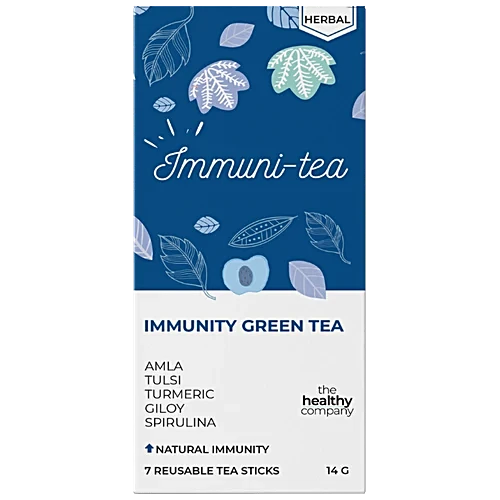 HERBAL
Immuni-tea
IMMUNITY GREEN TEA
AMLA
TULSI
TURMERIC
GILOY
SPIRULINA
the
healthy
company
NATURAL IMMUNITY
7 REUSABLE TEA STICKS
14 G